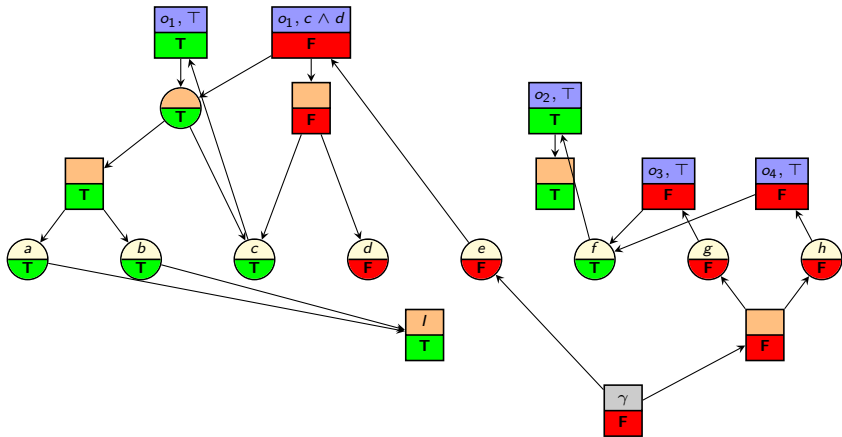 o₁, ⊤
T
o₁, c ∧ d
F
T
F
o₂, ⊤
T
T
T
o₃, ⊤
F
o₄, ⊤
F
a
T
b
T
c
T
d
F
e
F
f
T
g
F
h
F
I
T
F
γ
F